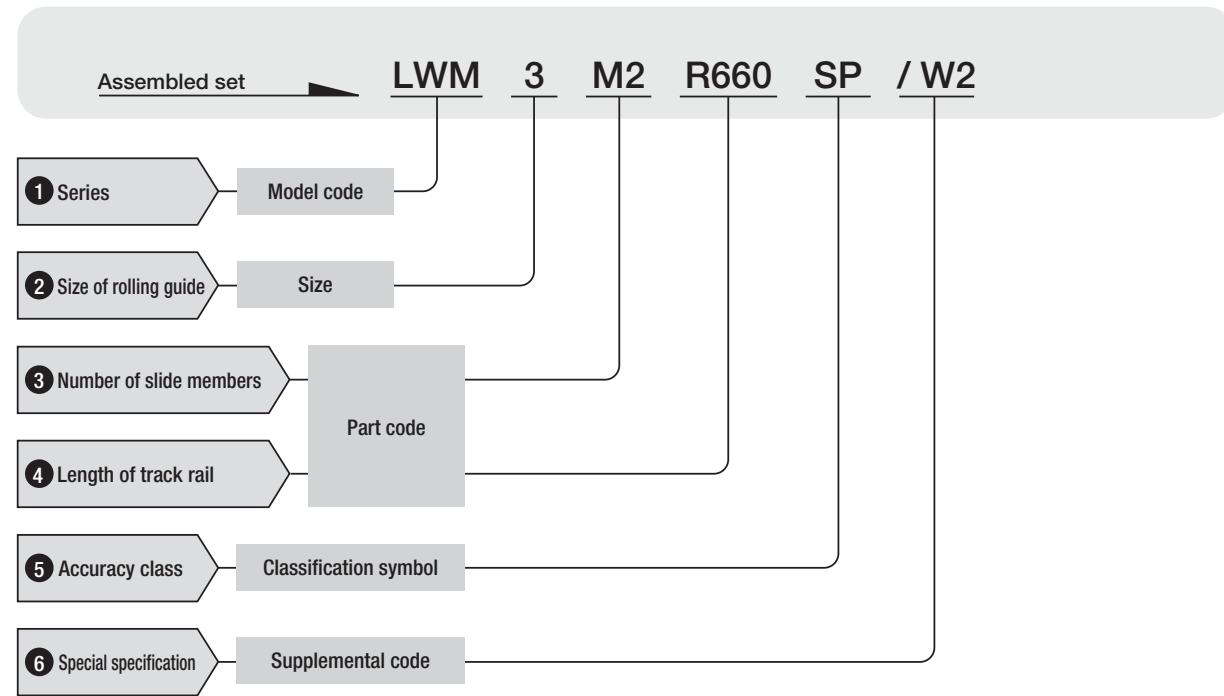 Assembled set LWM 3 M2 R660 SP / W2
1 Series Model code
2 Size of rolling guide Size
3 Number of slide members
Part code
4 Length of track rail
5 Accuracy class Classification symbol
6 Special specification Supplemental code